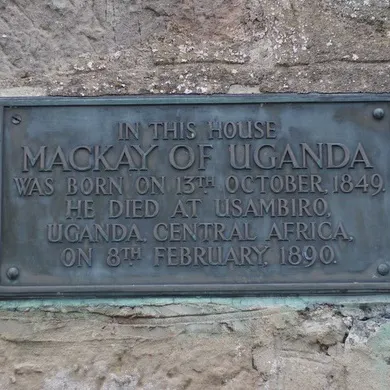 IN THIS HOUSE
MACKAY OF UGANDA
WAS BORN ON 13TH OCTOBER, 1849,
HE DIED AT USAMBIRO,
UGANDA, CENTRAL AFRICA,
ON 8TH FEBRUARY, 1890.